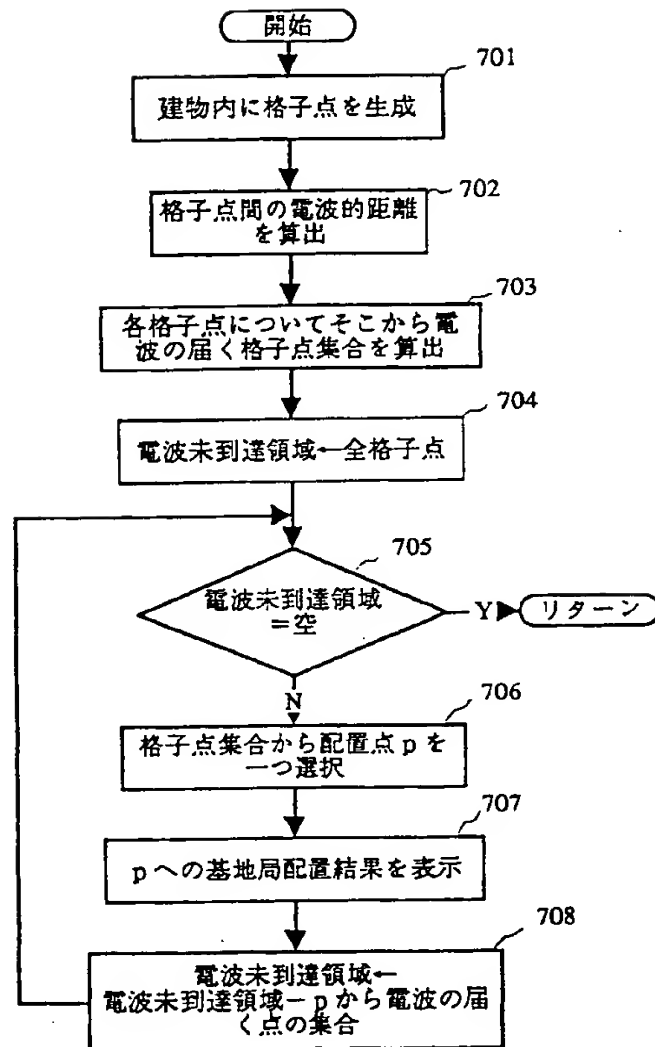 開始
701
建物内に格子点を生成
702
格子点間の電波的距離
を算出
703
各格子点についてそこから電
波の届く格子点集合を算出
704
電波未到達領域←全格子点
705
電波未到達領域
＝空
Y
リターン
N
706
格子点集合から配置点pを
一つ選択
707
pへの基地局配置結果を表示
708
電波未到達領域←
電波未到達領域－pから電波の届
く点の集合